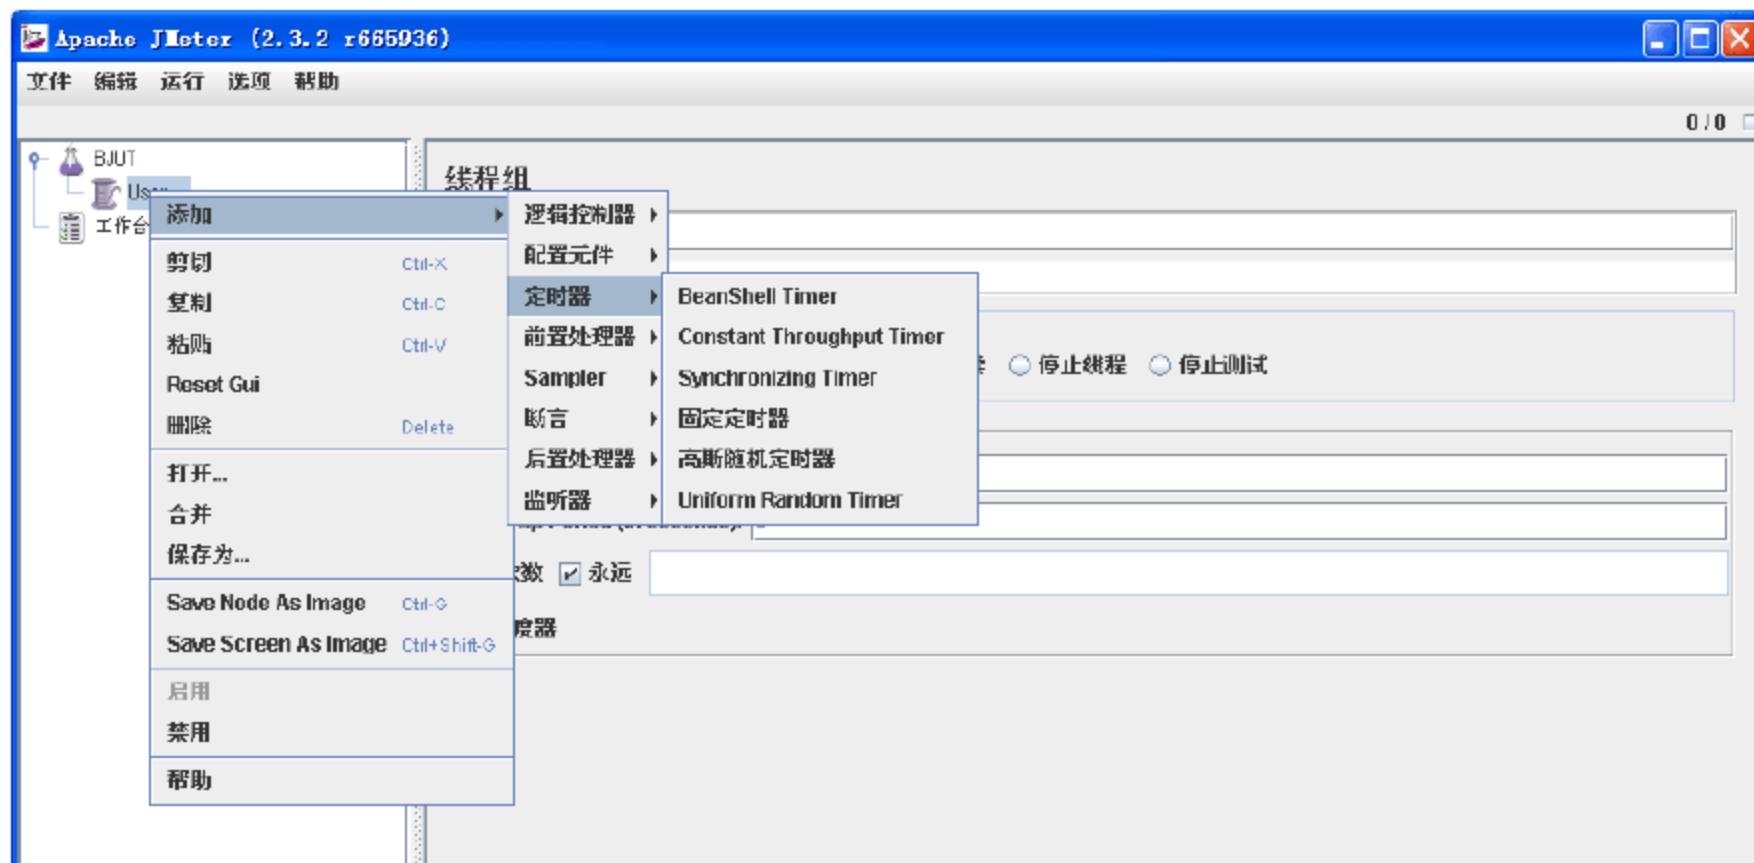 Apache JMeter (2.3.2 r665936)
文件 编辑 运行 选项 帮助
0 / 0
BJUT
工作台
线程组
添加
剪切 Ctrl-X
复制 Ctrl-C
粘贴 Ctrl-V
Reset Gui
删除 Delete
打开...
合并
保存为...
Save Node As Image Ctrl-G
Save Screen As Image Ctrl+Shift-G
启用
禁用
帮助
逻辑控制器
配置元件
定时器
前置处理器
Sampler
断言
后置处理器
监听器
BeanShell Timer
Constant Throughput Timer
Synchronizing Timer
固定定时器
高斯随机定时器
Uniform Random Timer
停止线程 停止测试
数 永远
度器